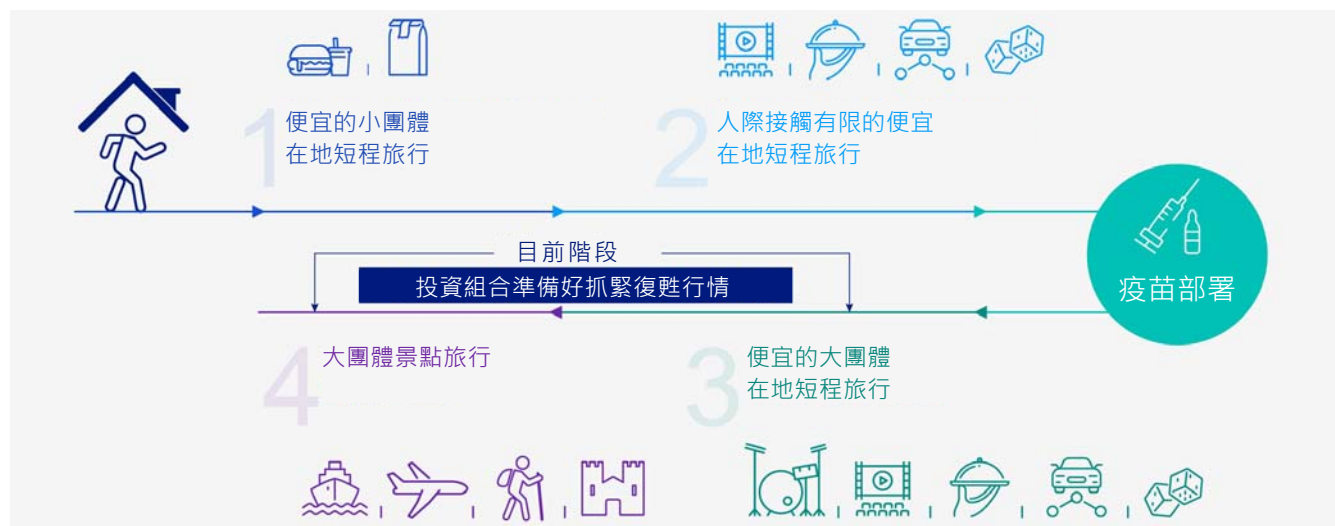 1
便宜的小團體
在地短程旅行
2
人際接觸有限的便宜
在地短程旅行
疫苗部署
目前階段
投資組合準備好抓緊復甦行情
3
便宜的大團體
在地短程旅行
4
大團體景點旅行